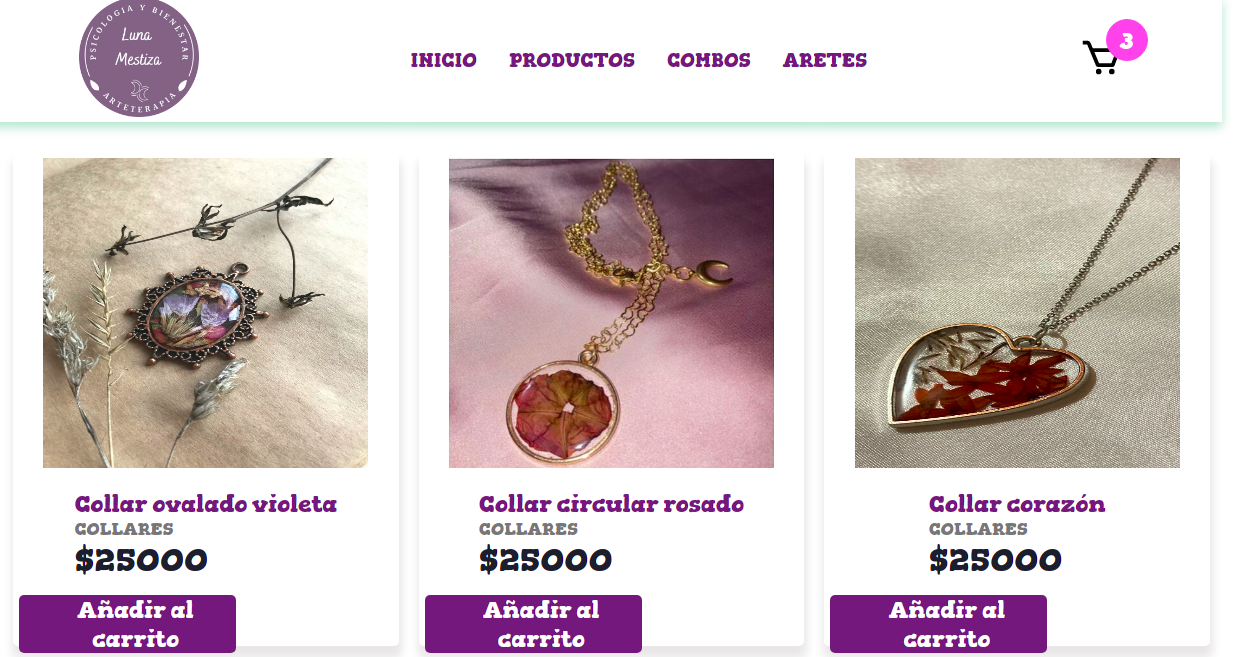 PSICOLOGIA Y BIENESTAR
Luna
Mestiza
ARTETERAPIA
INICIO PRODUCTOS COMBOS ARETES
3
Collar ovalado violeta
COLLARES
$25000
Añadir al
carrito
Collar circular rosado
COLLARES
$25000
Añadir al
carrito
Collar corazón
COLLARES
$25000
Añadir al
carrito